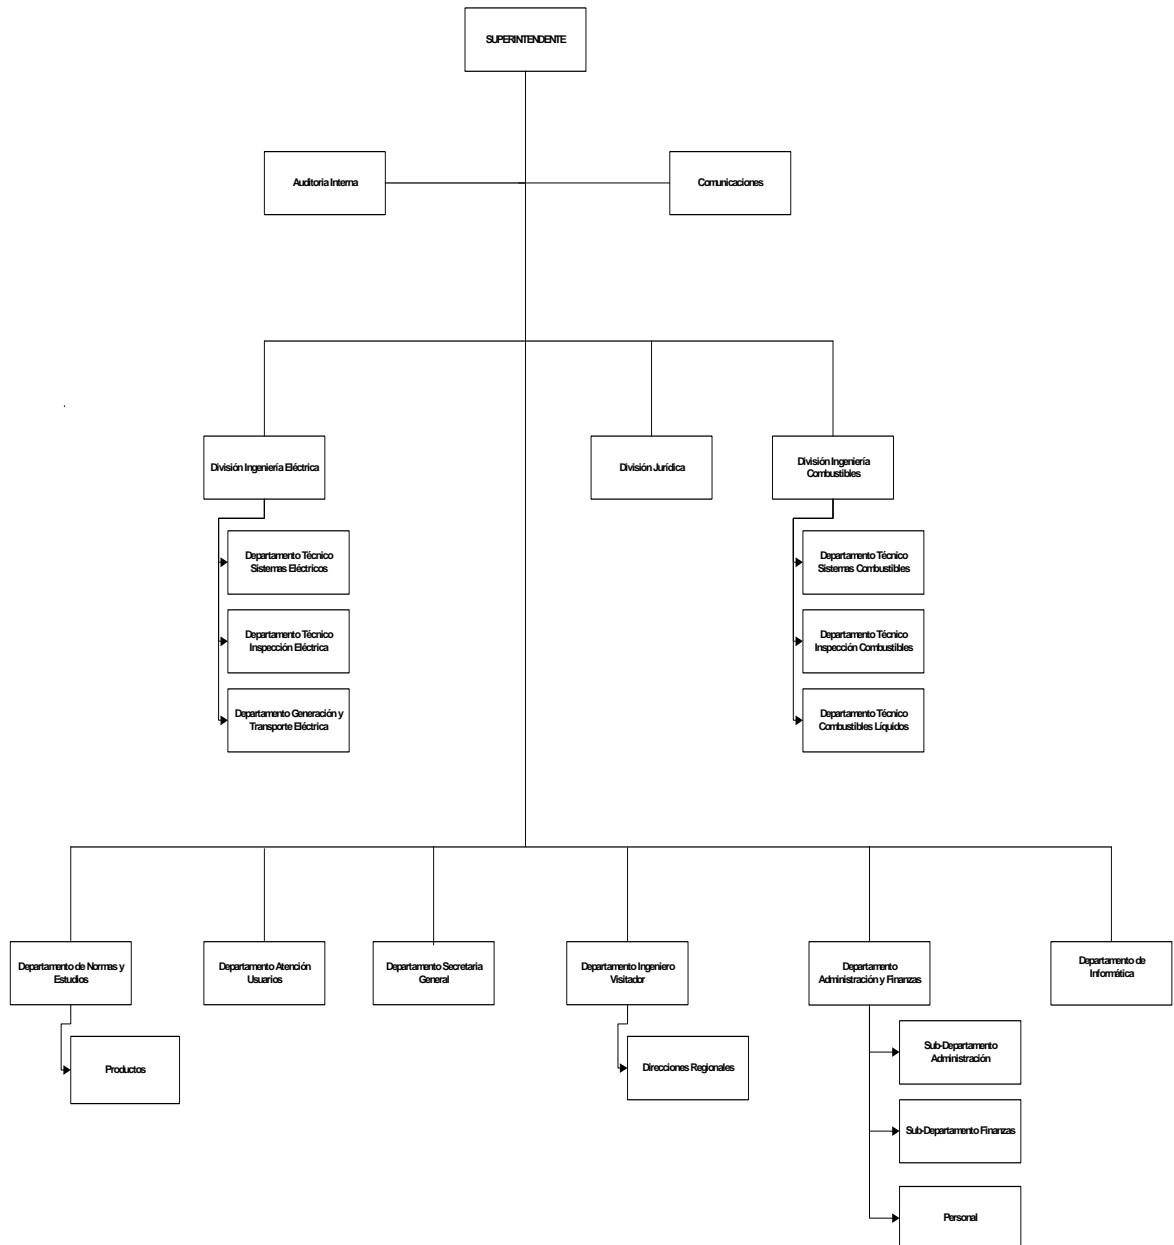 SUPERINTENDENTE
Auditoria Interna
Comunicaciones
División Ingeniería Eléctrica
División Jurídica
División Ingeniería
Combustibles
Departamento Técnico
Sistemas Eléctricos
Departamento Técnico
Sistemas Combustibles
Departamento Técnico
Inspección Eléctrica
Departamento Técnico
Inspección Combustibles
Departamento Generación y
Transporte Eléctrica
Departamento Técnico
Combustibles Líquidos
Departamento de Normas y
Estudios
Departamento Atención
Usuarios
Departamento Secretaria
General
Departamento Ingeniero
Visitador
Departamento
Administración y Finanzas
Departamento de
Informática
Productos
Direcciones Regionales
Sub-Departamento
Administración
Sub-Departamento Finanzas
Personal